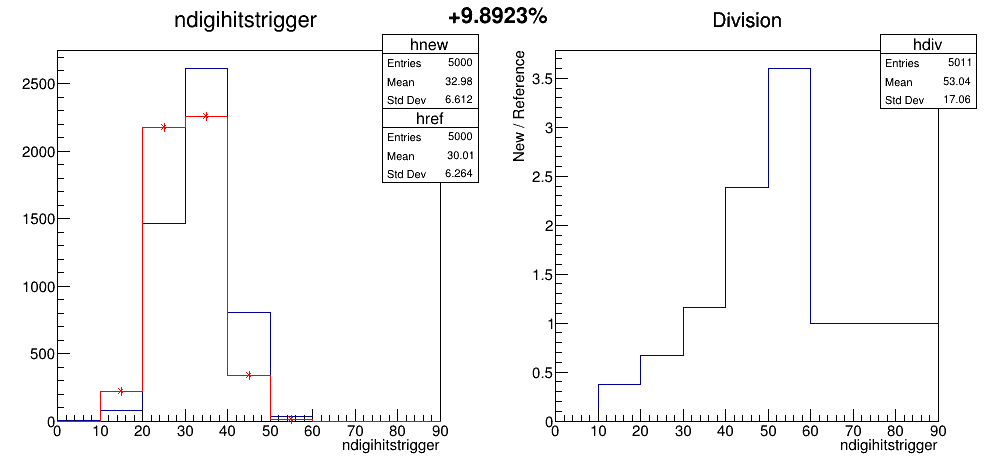 +9.8923%
ndigihitstrigger
hnew
Entries 5000
Mean 32.98
Std Dev 6.612
href
Entries 5000
Mean 30.01
Std Dev 6.264
2500
2000
1500
1000
500
0
0 10 20 30 40 50 60 70 80 90
ndigihitstrigger
Division
hdiv
Entries 5011
Mean 53.04
Std Dev 17.06
New / Reference
3.5
3
2.5
2
1.5
1
0.5
0
0 10 20 30 40 50 60 70 80 90
ndigihitstrigger